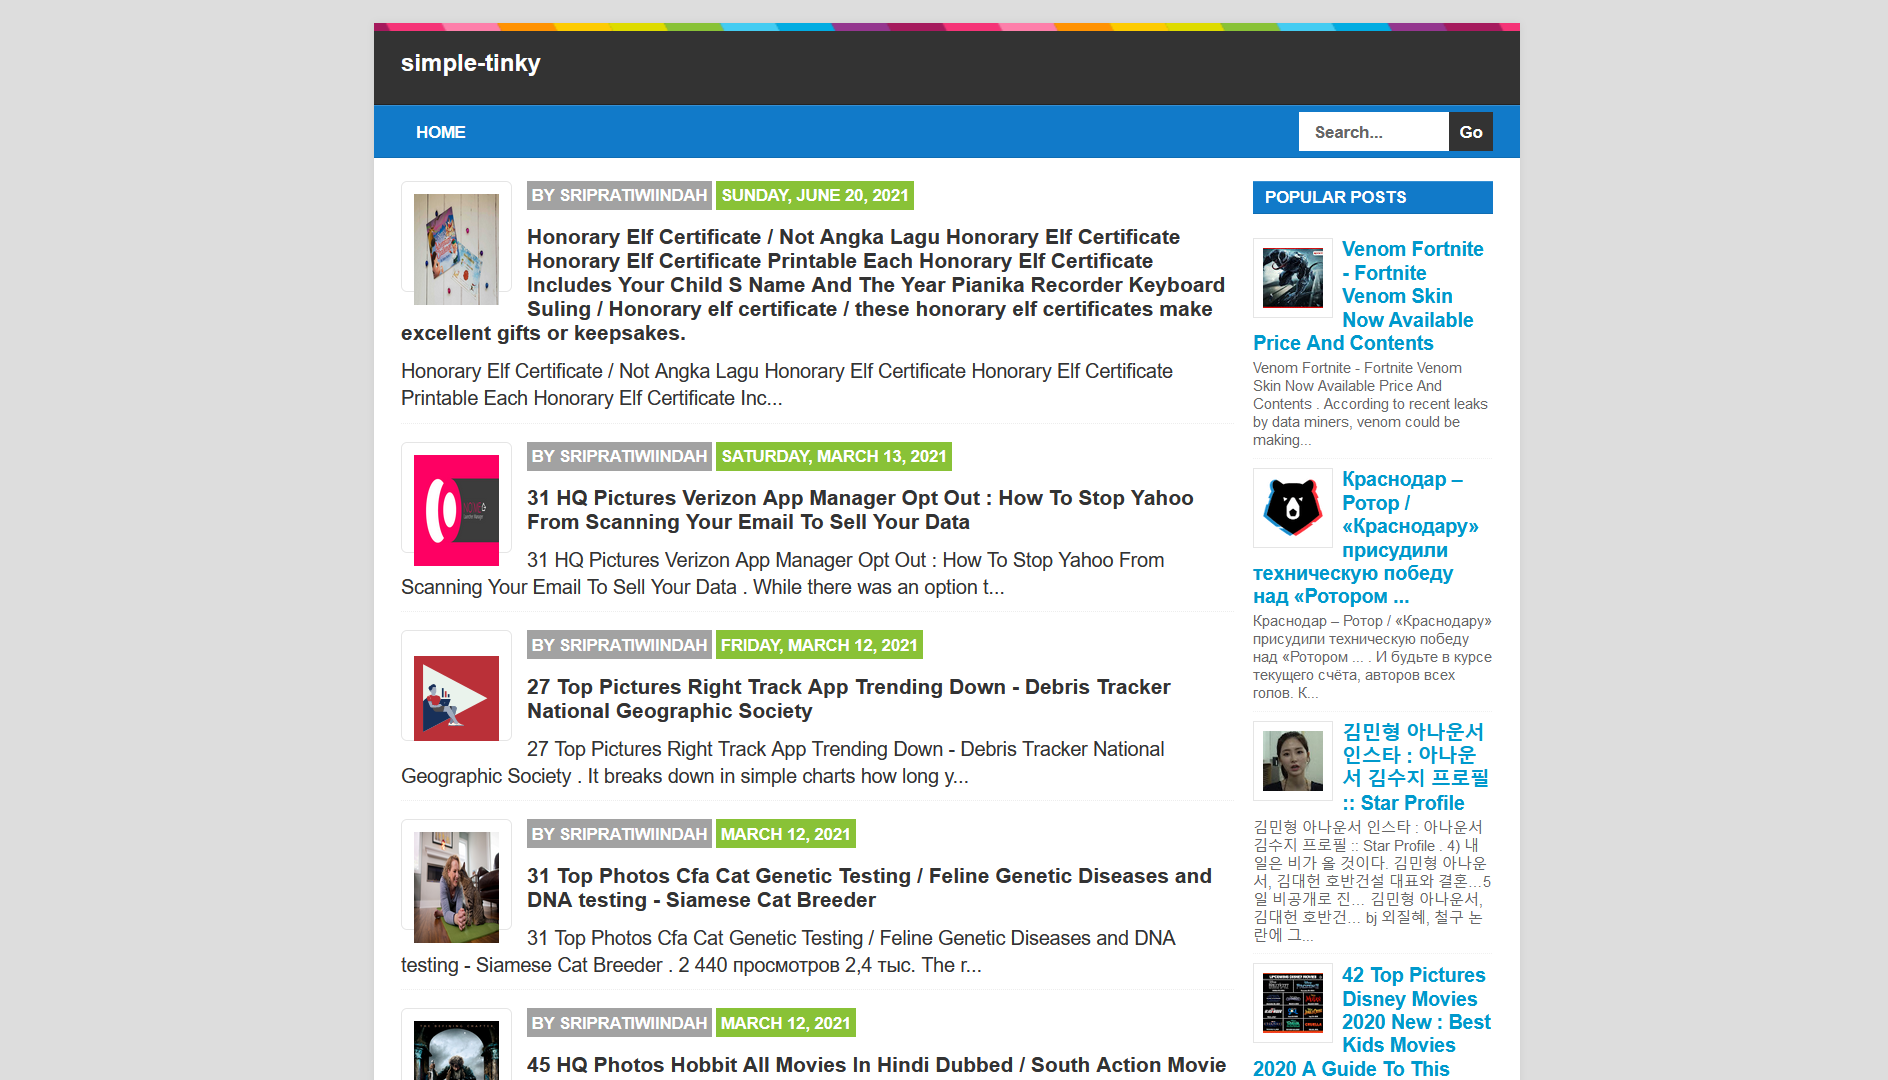 simple-tinky
HOME
Search...
Go
BY SRIPRATIWIINDAH SUNDAY, JUNE 20, 2021
Honorary Elf Certificate / Not Angka Lagu Honorary Elf Certificate
Honorary Elf Certificate Printable Each Honorary Elf Certificate
Includes Your Child S Name And The Year Pianika Recorder Keyboard
Suling / Honorary elf certificate / these honorary elf certificates make
excellent gifts or keepsakes.
Honorary Elf Certificate / Not Angka Lagu Honorary Elf Certificate Honorary Elf Certificate
Printable Each Honorary Elf Certificate Inc...
BY SRIPRATIWIINDAH SATURDAY, MARCH 13, 2021
31 HQ Pictures Verizon App Manager Opt Out : How To Stop Yahoo
From Scanning Your Email To Sell Your Data
31 HQ Pictures Verizon App Manager Opt Out : How To Stop Yahoo From
Scanning Your Email To Sell Your Data . While there was an option t...
BY SRIPRATIWIINDAH FRIDAY, MARCH 12, 2021
27 Top Pictures Right Track App Trending Down - Debris Tracker
National Geographic Society
27 Top Pictures Right Track App Trending Down - Debris Tracker National
Geographic Society . It breaks down in simple charts how long y...
BY SRIPRATIWIINDAH MARCH 12, 2021
31 Top Photos Cfa Cat Genetic Testing / Feline Genetic Diseases and
DNA testing - Siamese Cat Breeder
31 Top Photos Cfa Cat Genetic Testing / Feline Genetic Diseases and DNA
testing - Siamese Cat Breeder . 2 440 просмотров 2,4 тыс. The r...
BY SRIPRATIWIINDAH MARCH 12, 2021
45 HQ Photos Hobbit All Movies In Hindi Dubbed / South Action Movie
POPULAR POSTS
Venom Fortnite
- Fortnite
Venom Skin
Now Available
Price And Contents
Venom Fortnite - Fortnite Venom
Skin Now Available Price And
Contents . According to recent leaks
by data miners, venom could be
making...
Краснодар –
Ротор /
«Краснодару»
присудили
техническую победу
над «Ротором ...
Краснодар – Ротор / «Краснодару»
присудили техническую победу
над «Ротором ... . И будьте в курсе
текущего счёта, авторов всех
голов. К...
김민형 아나운서
인스타 : 아나운
서 김수지 프로필
:: Star Profile
김민형 아나운서 인스타 : 아나운서
김수지 프로필 :: Star Profile . 4) 내
일은 비가 올 것이다. 김민형 아나운
서, 김대헌 호반건설 대표와 결혼…5
일 비공개로 진… 김민형 아나운서,
김대헌 호반건… bj 외질혜, 철구 논
란에 그...
42 Top Pictures
Disney Movies
2020 New : Best
Kids Movies
2020 A Guide To This